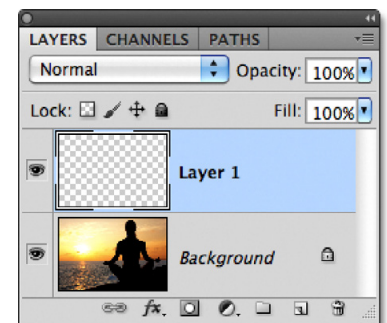 LAYERS CHANNELS PATHS
Normal Opacity: 100%
Lock: Fill: 100%
Layer 1
Background
fx.